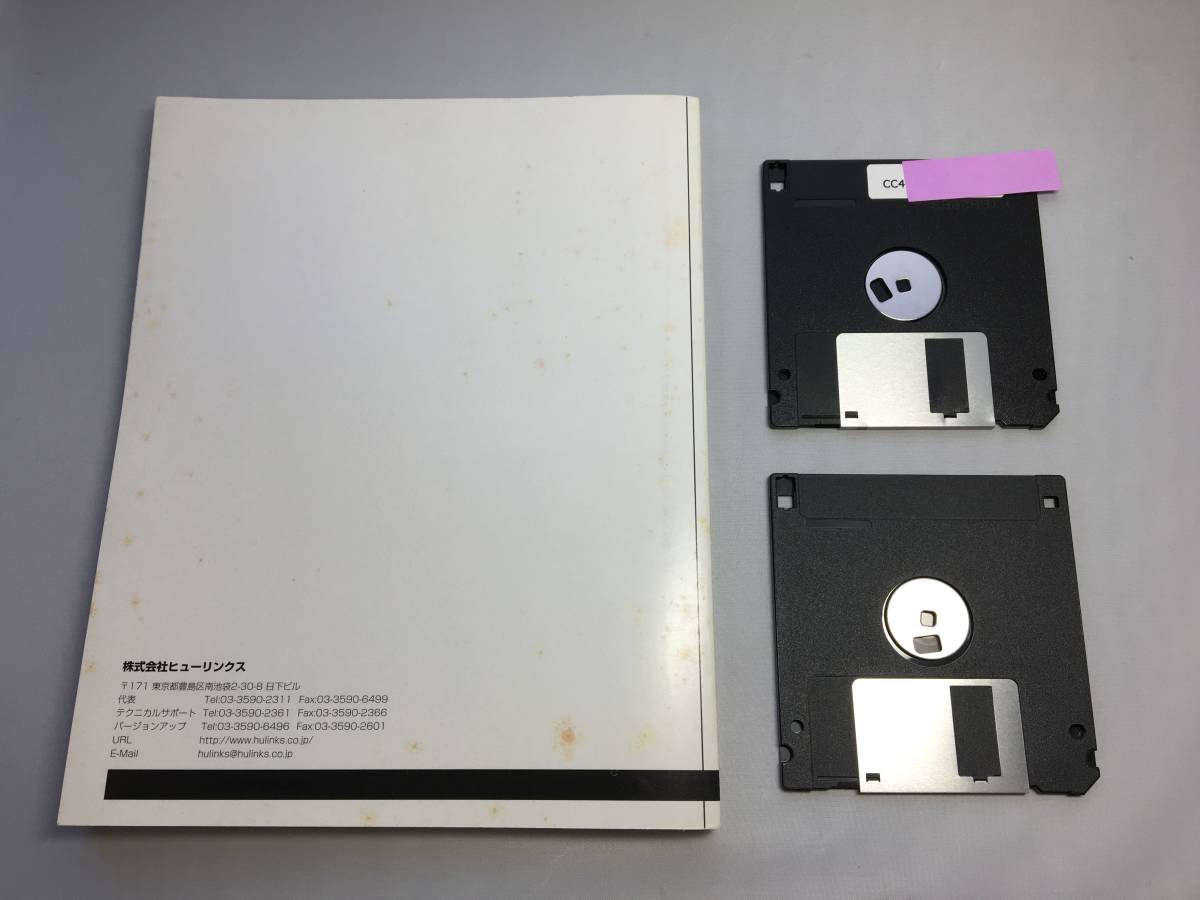 CC4
株式会社ヒューリンクス
〒171 東京都豊島区南池袋2-30-8 日下ビル
代表 Tel:03-3590-2311 Fax:03-3590-6499
テクニカルサポート Tel:03-3590-2361 Fax:03-3590-2366
バージョンアップ Tel:03-3590-6496 Fax:03-3590-2601
URL http://www.hulinks.co.jp/
E-Mail hulinks@hulinks.co.jp